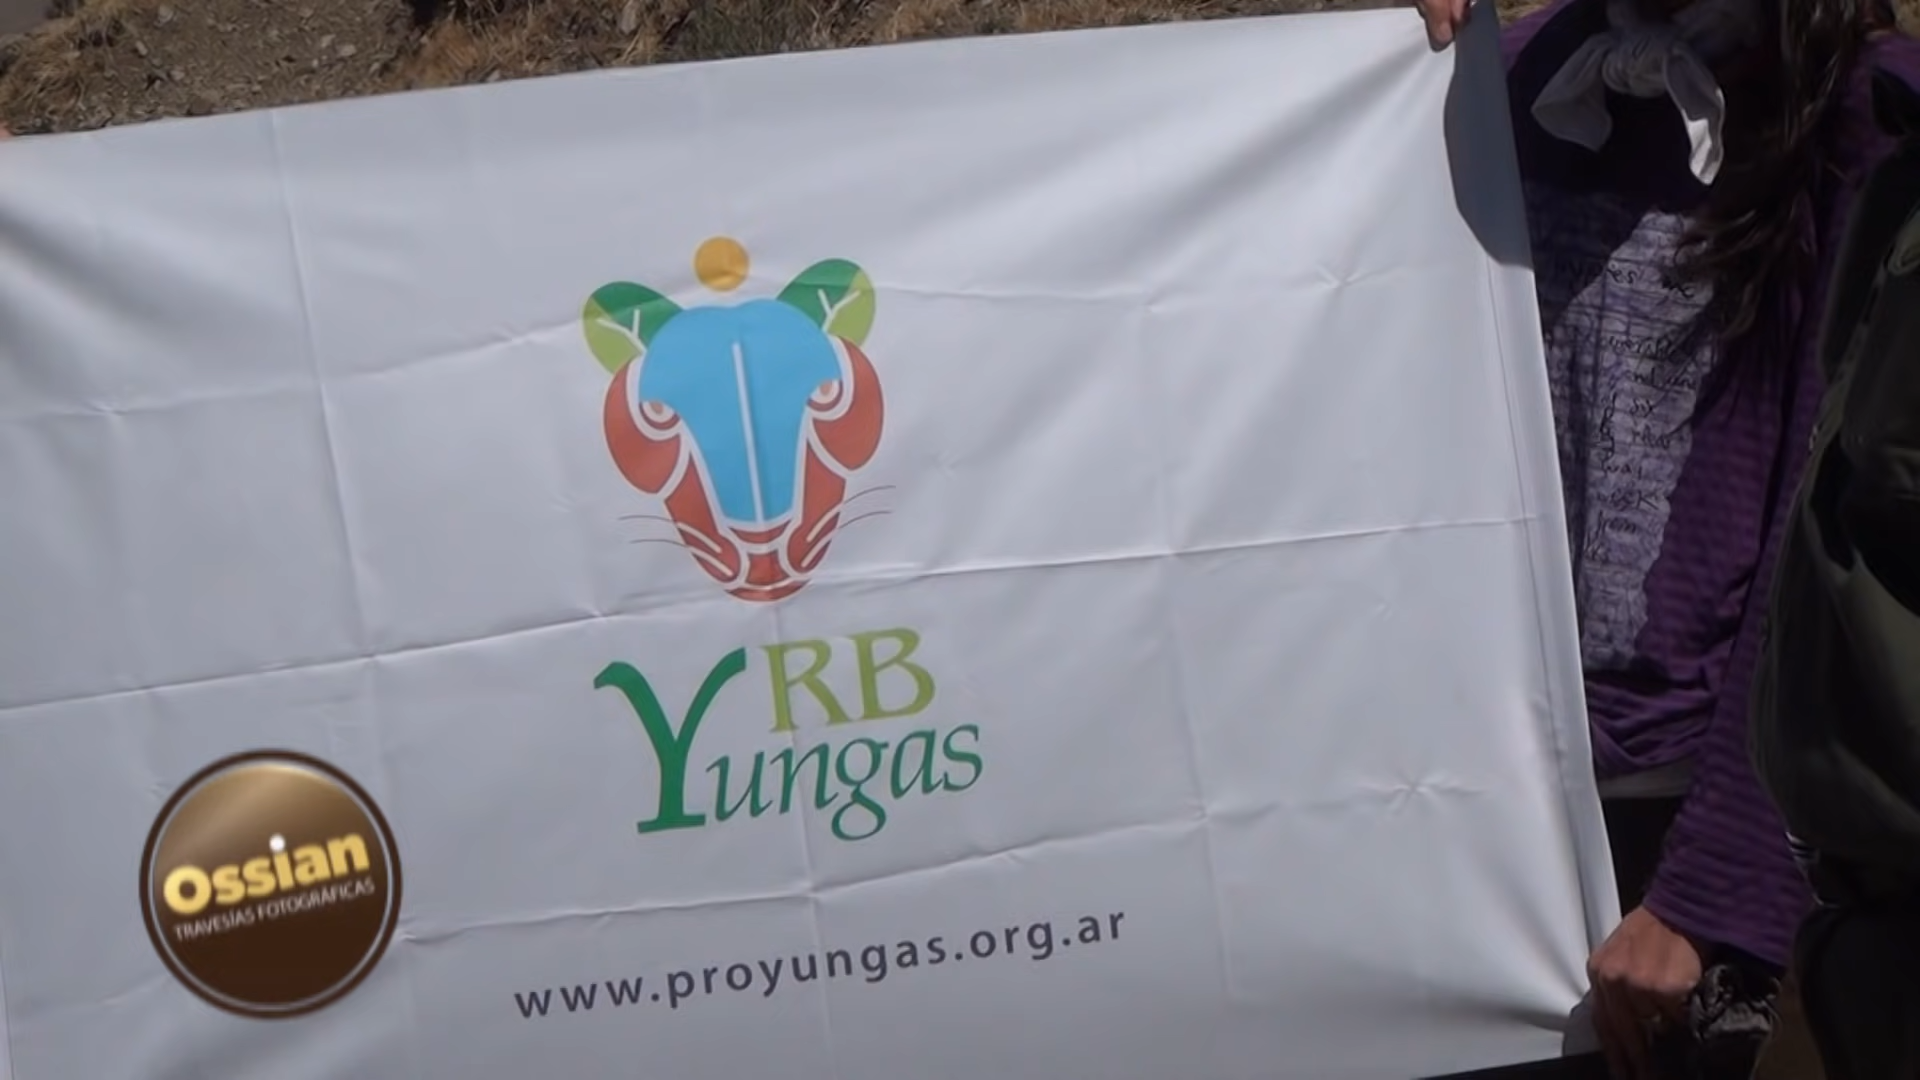 RB
Yungas
www.proyungas.org.ar
Ossian
TRAVESÍAS FOTOGRÁFICAS